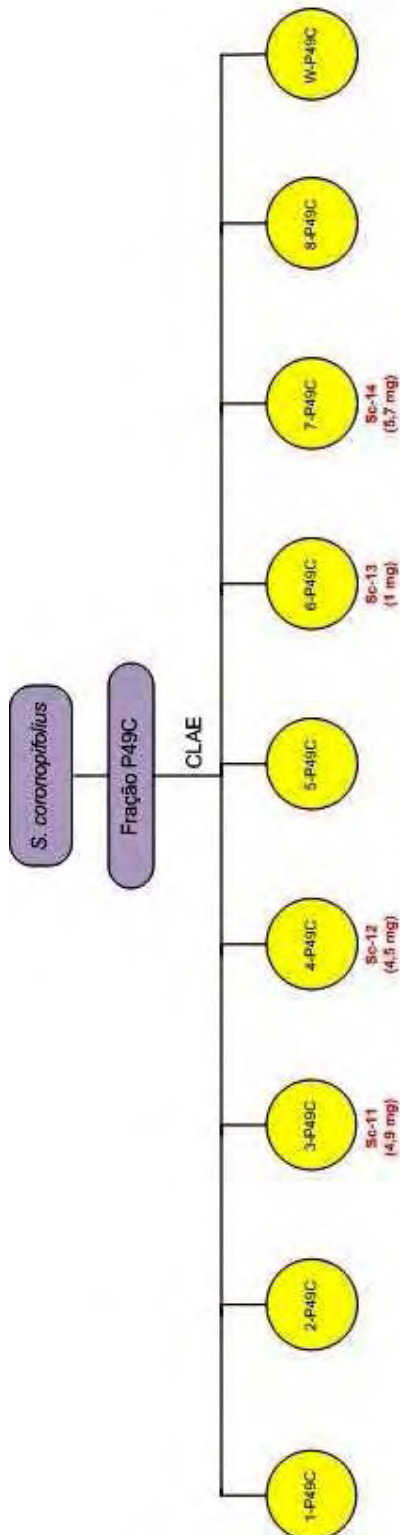 S. coronopifolius
Fração P49C
CLAE
1-P49C
2-P49C
3-P49C
4-P49C
5-P49C
6-P49C
7-P49C
8-P49C
W-P49C
Sc-11
(4,9 mg)
Sc-12
(4,5 mg)
Sc-13
(1 mg)
Sc-14
(5,7 mg)